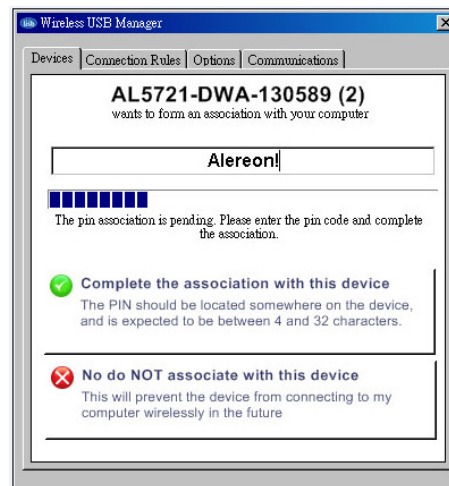 Wireless USB Manager
Devices Connection Rules Options Communications
AL5721-DWA-130589 (2)
wants to form an association with your computer
Alereon!
The pin association is pending. Please enter the pin code and complete
the association.
Complete the association with this device
The PIN should be located somewhere on the device,
and is expected to be between 4 and 32 characters.
No do NOT associate with this device
This will prevent the device from connecting to my
computer wirelessly in the future